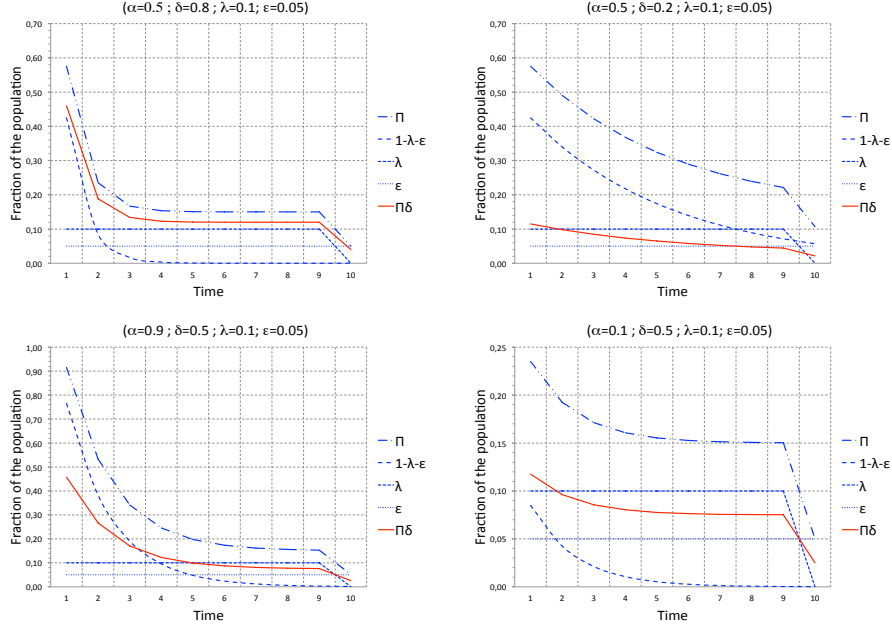 (α=0.5 ; δ=0.8 ; λ=0.1; ε=0.05)
0,70
0,60
0,50
0,40
0,30
0,20
0,10
0,00
Fraction of the population
1 2 3 4 5 6 7 8 9 10
Time
Π
1-λ-ε
λ
ε
Πδ
(α=0.5 ; δ=0.2 ; λ=0.1; ε=0.05)
0,70
0,60
0,50
0,40
0,30
0,20
0,10
0,00
Fraction of the population
1 2 3 4 5 6 7 8 9 10
Time
Π
1-λ-ε
λ
ε
Πδ
(α=0.9 ; δ=0.5 ; λ=0.1; ε=0.05)
1,00
0,90
0,80
0,70
0,60
0,50
0,40
0,30
0,20
0,10
0,00
Fraction of the population
1 2 3 4 5 6 7 8 9 10
Time
Π
1-λ-ε
λ
ε
Πδ
(α=0.1 ; δ=0.5 ; λ=0.1; ε=0.05)
0,25
0,20
0,15
0,10
0,05
0,00
Fraction of the population
1 2 3 4 5 6 7 8 9 10
Time
Π
1-λ-ε
λ
ε
Πδ